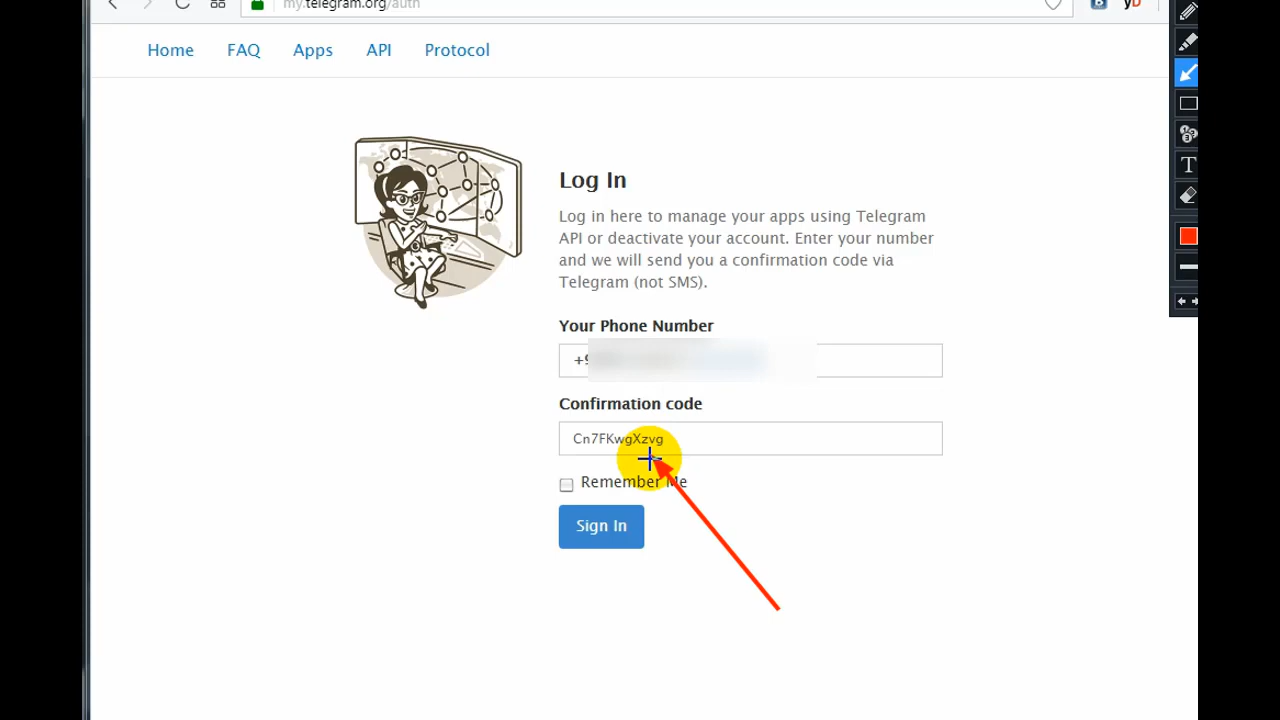 my.telegram.org/auth
Home FAQ Apps API Protocol
Log In
Log in here to manage your apps using Telegram
API or deactivate your account. Enter your number
and we will send you a confirmation code via
Telegram (not SMS).
Your Phone Number
+9
Confirmation code
Cn7FKwgXzvg
Remember Me
Sign In
T